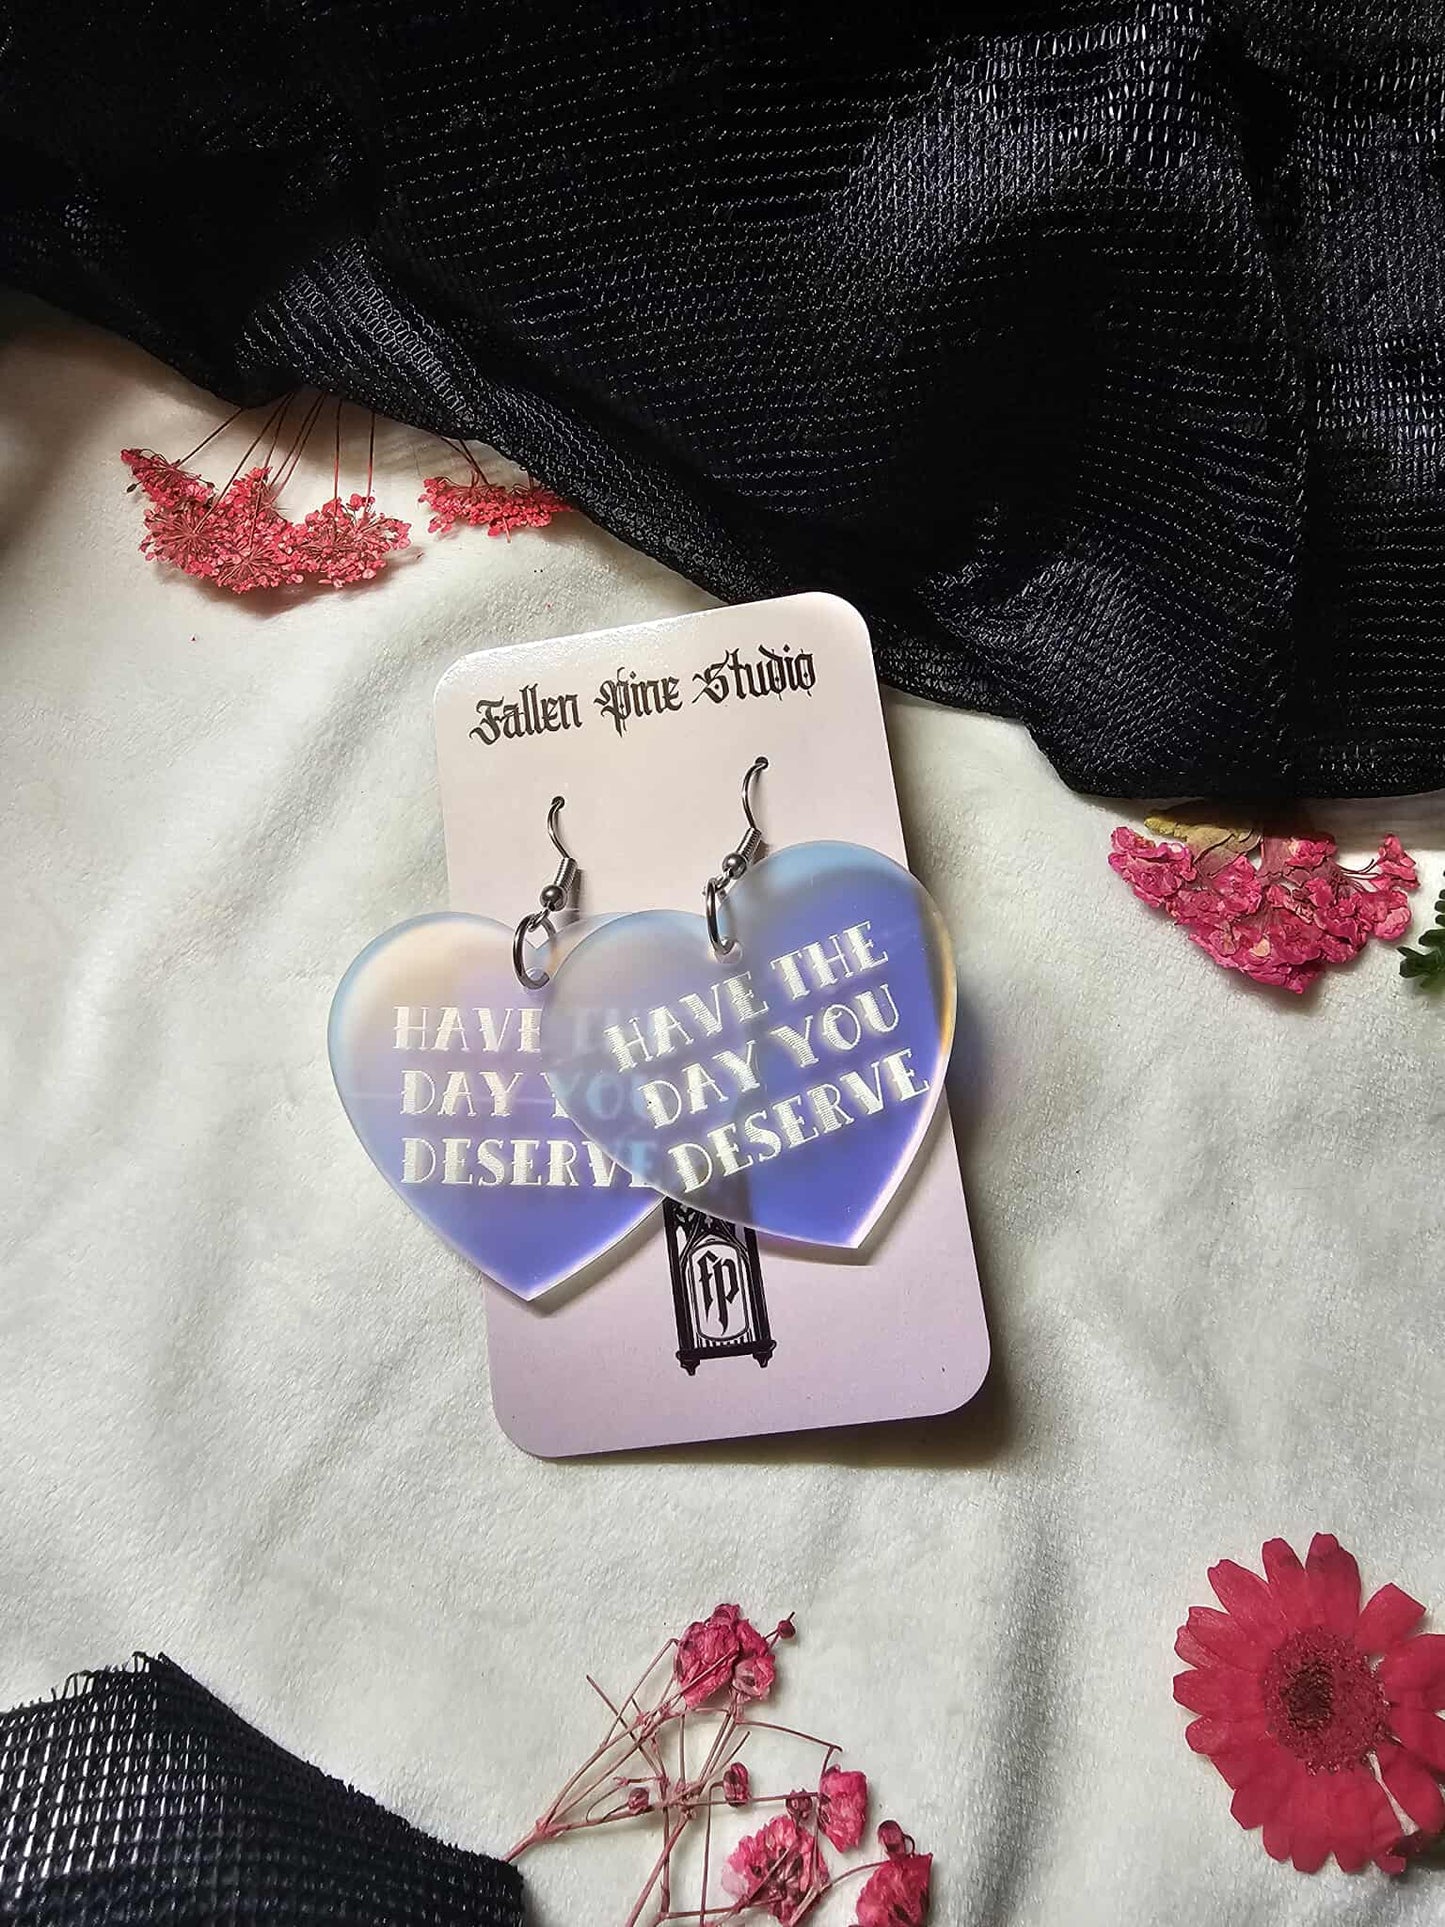 Fallen Pine Studio
HAVE THE
DAY YOU
DESERVE
HAVE THE
DAY YOU
DESERVE
fp